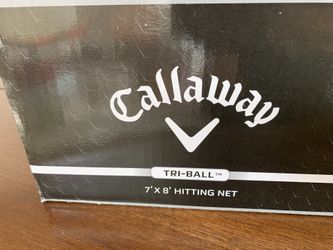 Callaway
TRI-BALL™
7' X 8' HITTING NET